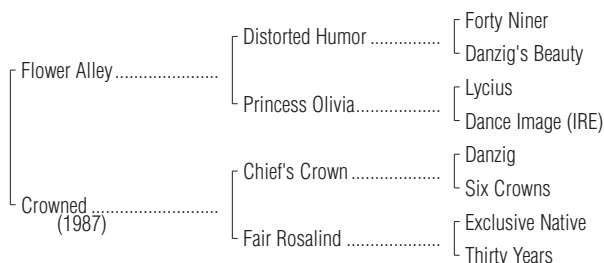 Forty Niner
Distorted Humor ................
Danzig's Beauty
Flower Alley .......................
Lycius
Princess Olivia...................
Dance Image (IRE)
Danzig
Chief's Crown ....................
Six Crowns
Crowned ............................
(1987)
Exclusive Native
Fair Rosalind .....................
Thirty Years